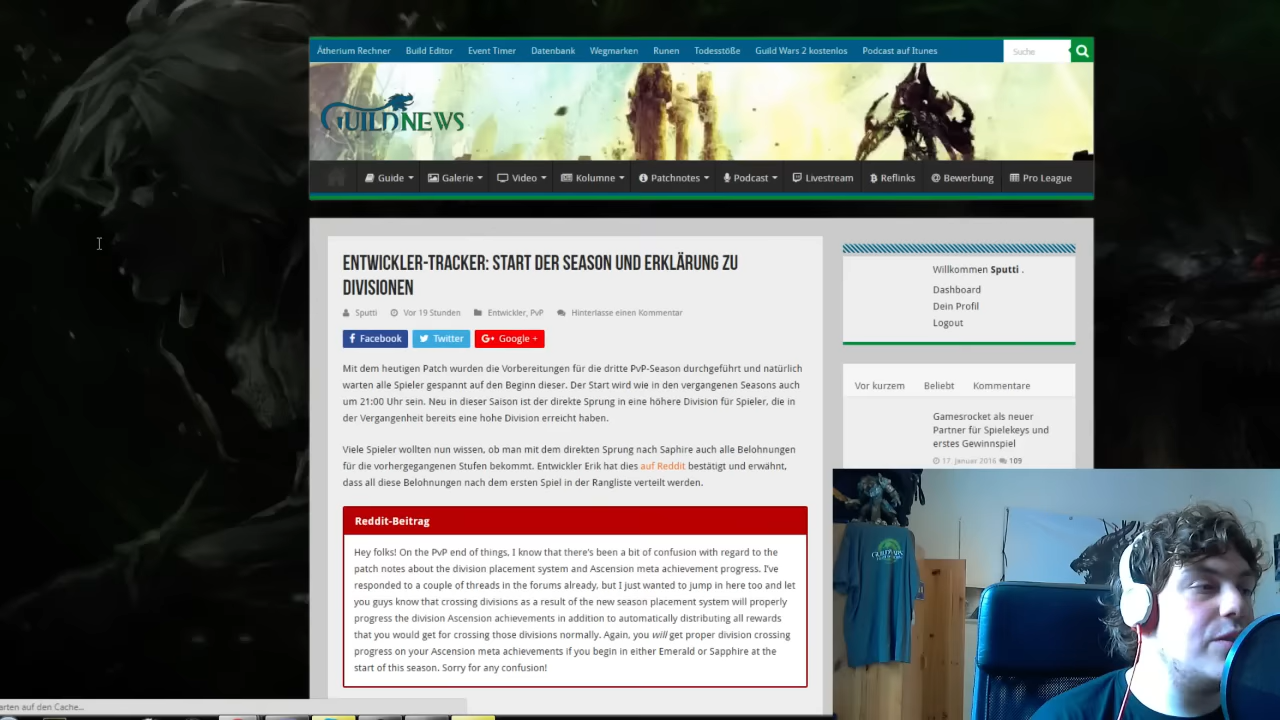 Ätherium Rechner Build Editor Event Timer Datenbank Wegmarken Runen Todesstöße Guild Wars 2 kostenlos Podcast auf Itunes Suche
GUILDNEWS
Guide Galerie Video Kolumne Patchnotes Podcast Livestream Reflinks Bewerbung Pro League
ENTWICKLER-TRACKER: START DER SEASON UND ERKLÄRUNG ZU
DIVISIONEN
Sputti Vor 19 Stunden Entwickler, PvP Hinterlasse einen Kommentar
Facebook Twitter Google +
Mit dem heutigen Patch wurden die Vorbereitungen für die dritte PvP-Season durchgeführt und natürlich
warten alle Spieler gespannt auf den Beginn dieser. Der Start wird wie in den vergangenen Seasons auch
um 21:00 Uhr sein. Neu in dieser Saison ist der direkte Sprung in eine höhere Division für Spieler, die in
der Vergangenheit bereits eine hohe Division erreicht haben.
Viele Spieler wollten nun wissen, ob man mit dem direkten Sprung nach Saphire auch alle Belohnungen
für die vorhergegangenen Stufen bekommt. Entwickler Erik hat dies auf Reddit bestätigt und erwähnt,
dass all diese Belohnungen nach dem ersten Spiel in der Rangliste verteilt werden.
Reddit-Beitrag
Hey folks! On the PvP end of things, I know that there's been a bit of confusion with regard to the
patch notes about the division placement system and Ascension meta achievement progress. I've
responded to a couple of threads in the forums already, but I just wanted to jump in here too and let
you guys know that crossing divisions as a result of the new season placement system will properly
progress the division Ascension achievements in addition to automatically distributing all rewards
that you would get for crossing those divisions normally. Again, you will get proper division crossing
progress on your Ascension meta achievements if you begin in either Emerald or Sapphire at the
start of this season. Sorry for any confusion!
Willkommen Sputti .
Dashboard
Dein Profil
Logout
Vor kurzem Beliebt Kommentare
Gamesrocket als neuer
Partner für Spielekeys und
erstes Gewinnspiel
17. Januar 2016 109
arten auf den Cache...